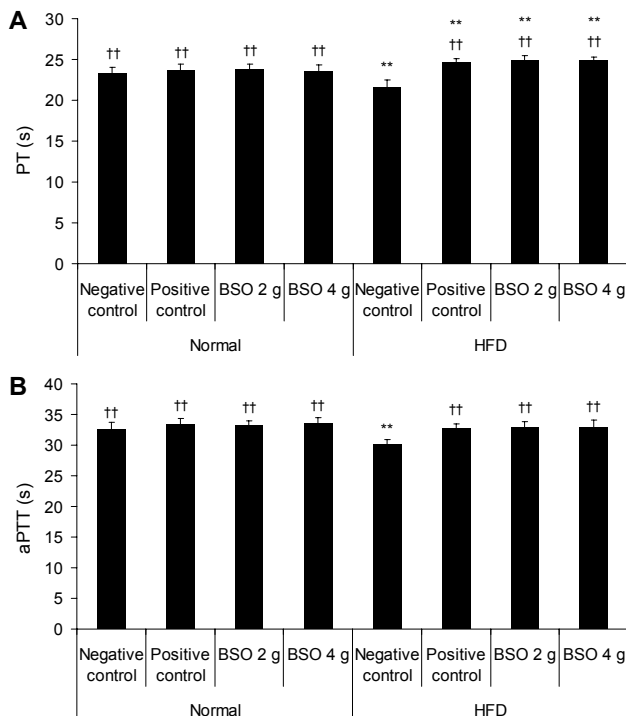 A
PT (s)
30
25
20
15
10
5
0
†† †† †† †† ** ** ** **
†† †† ††
Negative control Positive control BSO 2 g BSO 4 g Negative control Positive control BSO 2 g BSO 4 g
Normal HFD
B
aPTT (s)
40
35
30
25
20
15
10
5
0
†† †† †† †† ** †† †† ††
Negative control Positive control BSO 2 g BSO 4 g Negative control Positive control BSO 2 g BSO 4 g
Normal HFD